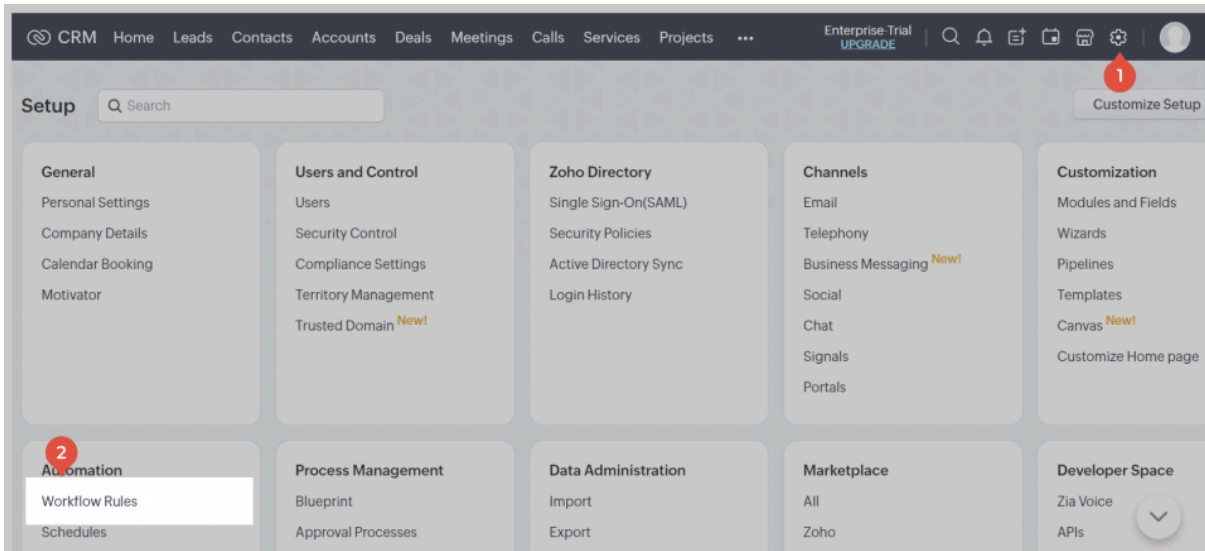 CRM Home Leads Contacts Accounts Deals Meetings Calls Services Projects ••• Enterprise-Trial
UPGRADE
1
Setup Search Customize Setup
General
Personal Settings
Company Details
Calendar Booking
Motivator
Users and Control
Users
Security Control
Compliance Settings
Territory Management
Trusted Domain New!
Zoho Directory
Single Sign-On(SAML)
Security Policies
Active Directory Sync
Login History
Channels
Email
Telephony
Business Messaging New!
Social
Chat
Signals
Portals
Customization
Modules and Fields
Wizards
Pipelines
Templates
Canvas New!
Customize Home page
2
Automation
Workflow Rules
Schedules
Process Management
Blueprint
Approval Processes
Data Administration
Import
Export
Marketplace
All
Zoho
Developer Space
Zia Voice
APIs